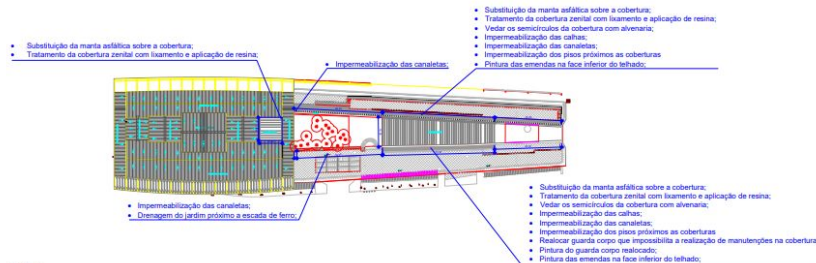 • Substituição da manta asfáltica sobre a cobertura;
• Tratamento da cobertura zenital com lixamento e aplicação de resina;
• Vedar os semicírculos da cobertura com alvenaria;
• Impermeabilização das calhas;
• Impermeabilização das canaletas;
• Impermeabilização dos pisos próximos as coberturas
• Pintura das emendas na face inferior do telhado;
• Substituição da manta asfáltica sobre a cobertura;
• Tratamento da cobertura zenital com lixamento e aplicação de resina;
• Impermeabilização das canaletas;
• Impermeabilização das canaletas;
• Drenagem do jardim próximo a escada de ferro;
• Substituição da manta asfáltica sobre a cobertura;
• Tratamento da cobertura zenital com lixamento e aplicação de resina;
• Vedar os semicírculos da cobertura com alvenaria;
• Impermeabilização das calhas;
• Impermeabilização das canaletas;
• Impermeabilização dos pisos próximos as coberturas
• Realocar guarda corpo que impossibilita a realização de manutenções na cobertura
• Pintura do guarda corpo realocado;
• Pintura das emendas na face inferior do telhado;